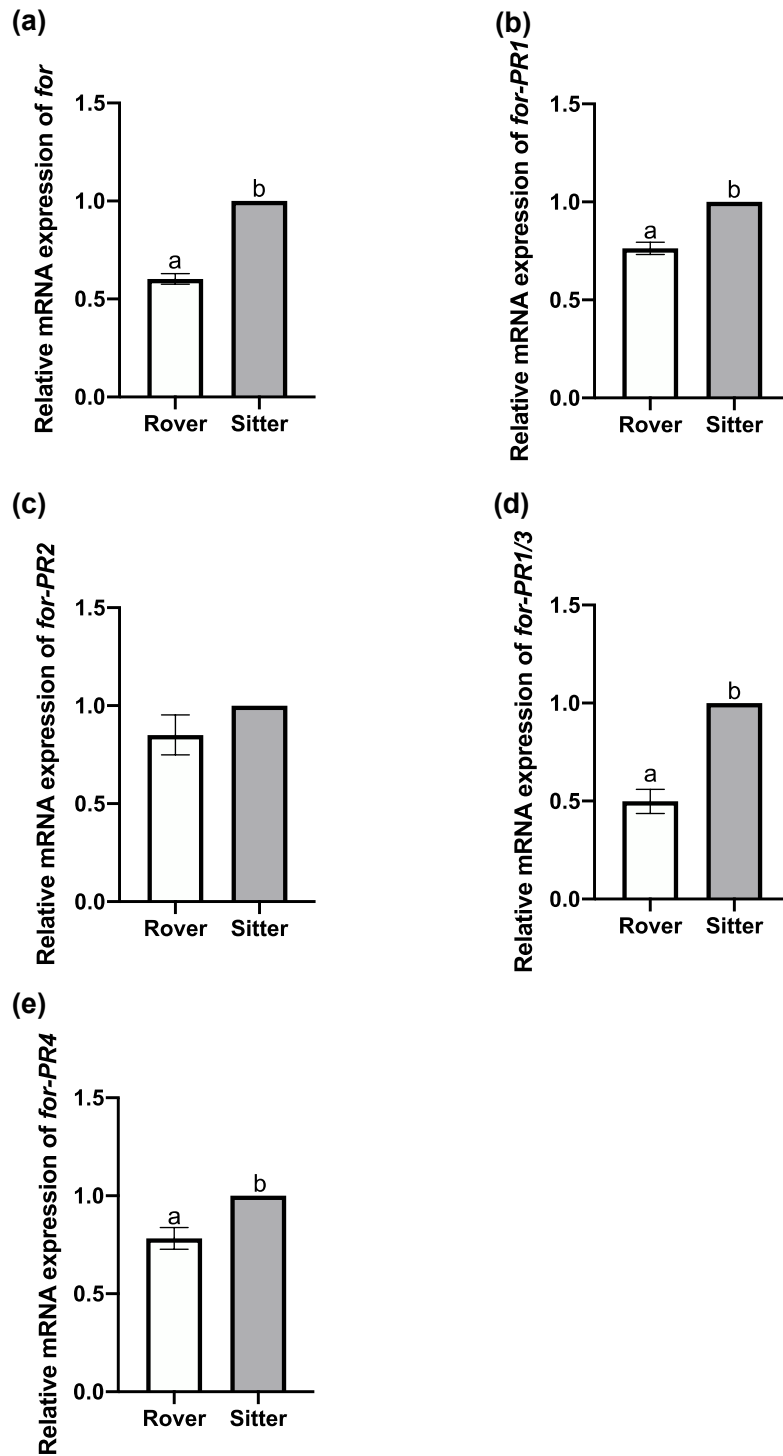 (a)
Relative mRNA expression of for
1.5
1.0
0.5
0.0
a
b
Rover
Sitter
(b)
Relative mRNA expression of for-PR1
1.5
1.0
0.5
0.0
a
b
Rover
Sitter
(c)
Relative mRNA expression of for-PR2
1.5
1.0
0.5
0.0
Rover
Sitter
(d)
Relative mRNA expression of for-PR1/3
1.5
1.0
0.5
0.0
a
b
Rover
Sitter
(e)
Relative mRNA expression of for-PR4
1.5
1.0
0.5
0.0
a
b
Rover
Sitter